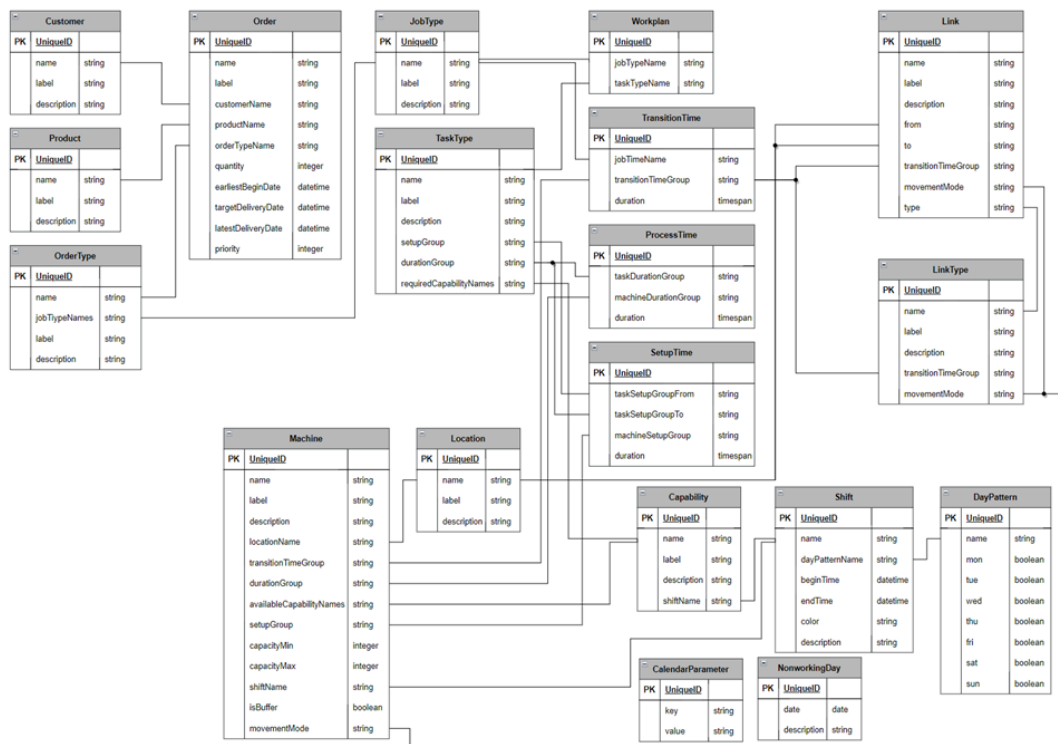 Customer
PK UniqueID
name string
label string
description string
Product
PK UniqueID
name string
label string
description string
OrderType
PK UniqueID
name string
jobTiypeNames string
label string
description string
Order
PK UniqueID
name string
label string
customerName string
productName string
orderTypeName string
quantity integer
earliestBeginDate datetime
targetDeliveryDate datetime
latestDeliveryDate datetime
priority integer
JobType
PK UniqueID
name string
label string
description string
TaskType
PK UniqueID
name string
label string
description string
setupGroup string
durationGroup string
requiredCapabilityNames string
Workplan
PK UniqueID
jobTypeName string
taskTypeName string
TransitionTime
PK UniqueID
jobTimeName string
transitionTimeGroup string
duration timespan
ProcessTime
PK UniqueID
taskDurationGroup string
machineDurationGroup string
duration timespan
SetupTime
PK UniqueID
taskSetupGroupFrom string
taskSetupGroupTo string
machineSetupGroup string
duration timespan
Link
PK UniqueID
name string
label string
description string
from string
to string
transitionTimeGroup string
movementMode string
type string
LinkType
PK UniqueID
name string
label string
description string
transitionTimeGroup string
movementMode string
Machine
PK UniqueID
name string
label string
description string
locationName string
transitionTimeGroup string
durationGroup string
availableCapabilityNames string
setupGroup string
capacityMin integer
capacityMax integer
shiftName string
isBuffer boolean
movementMode string
Location
PK UniqueID
name string
label string
description string
Capability
PK UniqueID
name string
label string
description string
shiftName string
Shift
PK UniqueID
name string
dayPatternName string
beginTime datetime
endTime datetime
color string
description string
DayPattern
PK UniqueID
name string
mon boolean
tue boolean
wed boolean
thu boolean
fri boolean
sat boolean
sun boolean
CalendarParameter
PK UniqueID
key string
value string
NonworkingDay
PK UniqueID
date date
description string